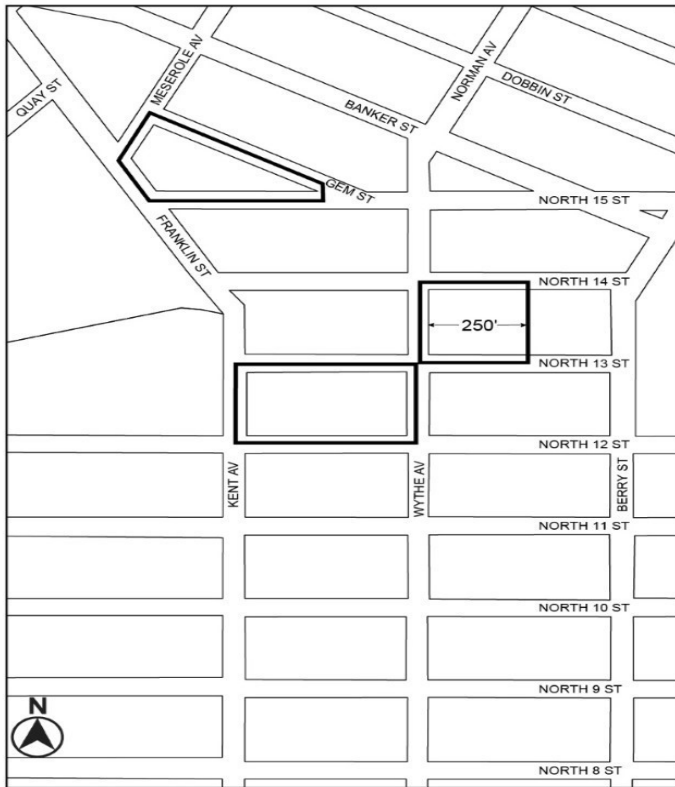 MESEROLE AV
NORMAN AV
QUAY ST
DOBBIN ST
BANKER ST
GEM ST
NORTH 15 ST
FRANKLIN ST
NORTH 14 ST
250'
NORTH 13 ST
NORTH 12 ST
KENT AV
WYTHE AV
BERRY ST
NORTH 11 ST
NORTH 10 ST
NORTH 9 ST
N
NORTH 8 ST